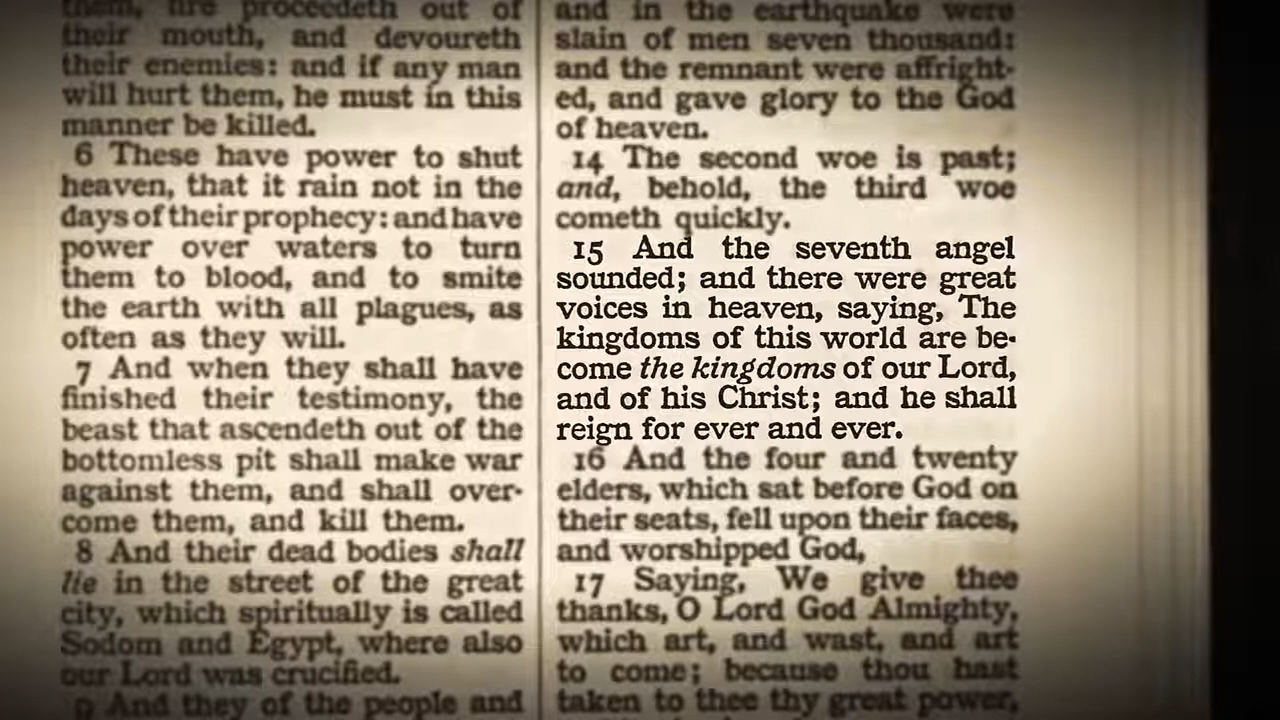 them, fire proceedeth out of
their mouth, and devoureth
their enemies: and if any man
will hurt them, he must in this
manner be killed.
6 These have power to shut
heaven, that it rain not in the
days of their prophecy: and have
power over waters to turn
them to blood, and to smite
the earth with all plagues, as
often as they will.
7 And when they shall have
finished their testimony, the
beast that ascendeth out of the
bottomless pit shall make war
against them, and shall over-
come them, and kill them.
8 And their dead bodies shall
lie in the street of the great
city, which spiritually is called
Sodom and Egypt, where also
our Lord was crucified.
9 And they of the people and
and in the earthquake were
slain of men seven thousand:
and the remnant were affright-
ed, and gave glory to the God
of heaven.
14 The second woe is past;
and, behold, the third woe
cometh quickly.
15 And the seventh angel
sounded; and there were great
voices in heaven, saying, The
kingdoms of this world are be-
come the kingdoms of our Lord,
and of his Christ; and he shall
reign for ever and ever.
16 And the four and twenty
elders, which sat before God on
their seats, fell upon their faces,
and worshipped God,
17 Saying, We give thee
thanks, O Lord God Almighty,
which art, and wast, and art
to come; because thou hast
taken to thee thy great power,